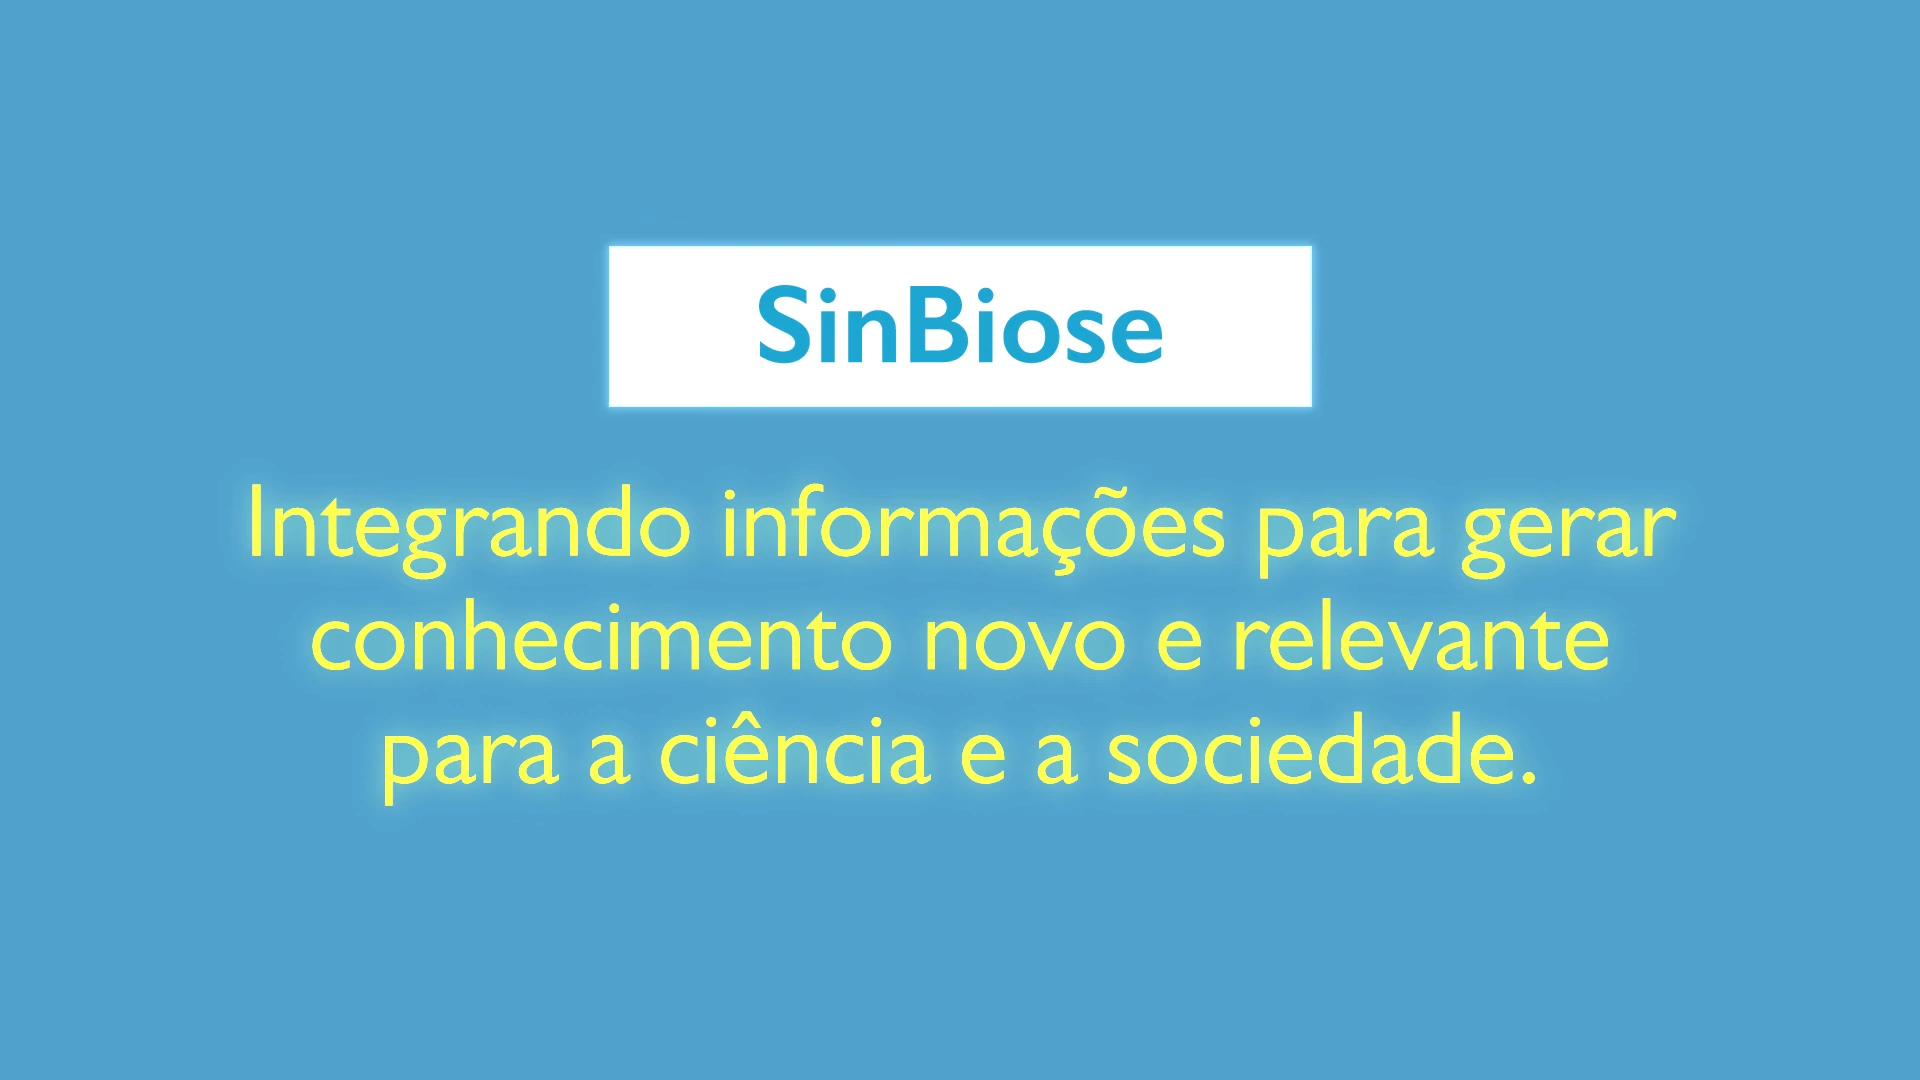 SinBiose
Integrando informações para gerar
conhecimento novo e relevante
para a ciência e a sociedade.